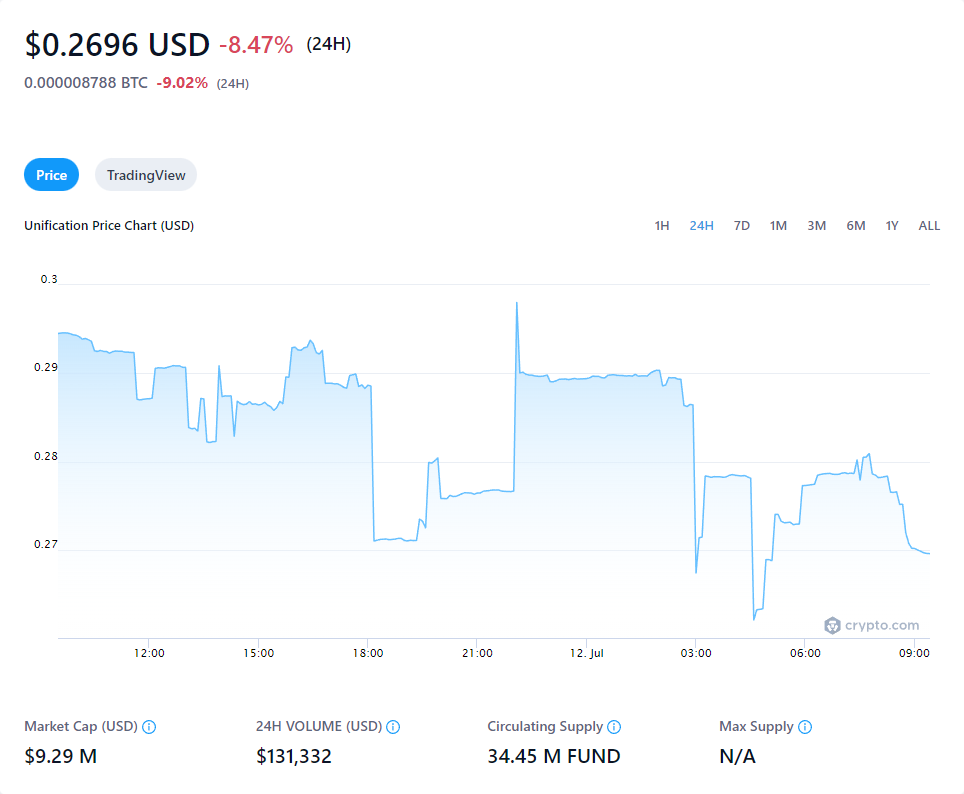 $0.2696 USD -8.47% (24H)
0.000008788 BTC -9.02% (24H)
Price TradingView
Unification Price Chart (USD) 1H 24H 7D 1M 3M 6M 1Y ALL
0.3
0.29
0.28
0.27
crypto.com
12:00 15:00 18:00 21:00 12. Jul 03:00 06:00 09:00
Market Cap (USD) 24H VOLUME (USD) Circulating Supply Max Supply
$9.29 M $131,332 34.45 M FUND N/A